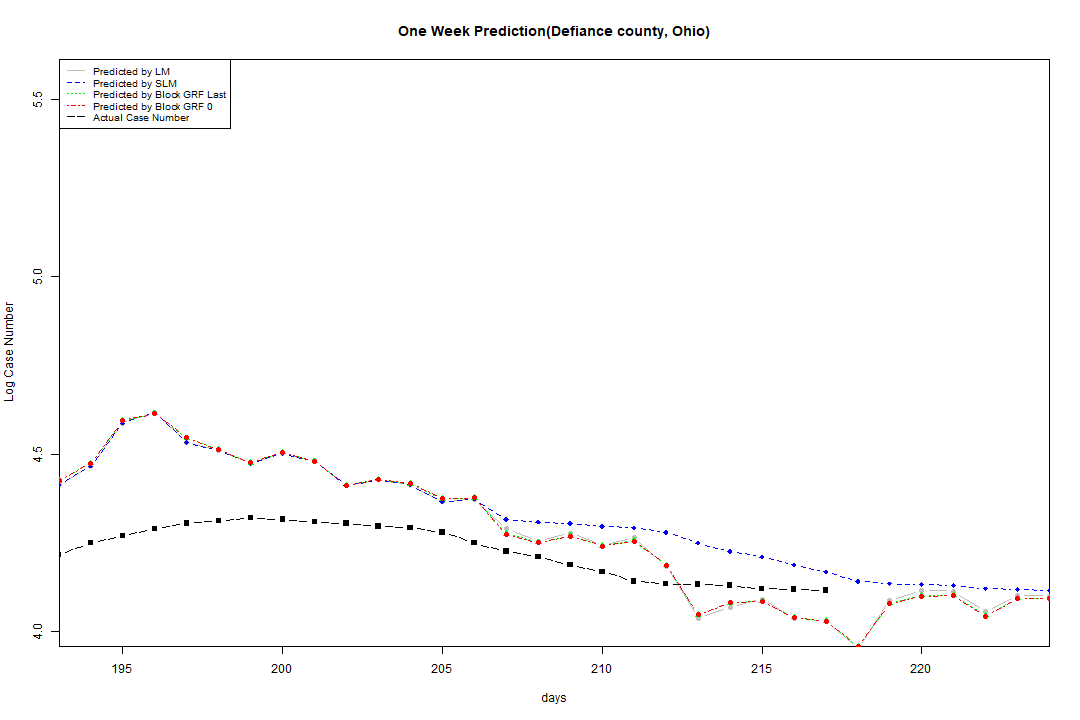 One Week Prediction(Defiance county, Ohio)
Predicted by LM
Predicted by SLM
Predicted by Block GRF Last
Predicted by Block GRF 0
Actual Case Number
5.5
5.0
4.5
4.0
Log Case Number
195 200 205 210 215 220
days